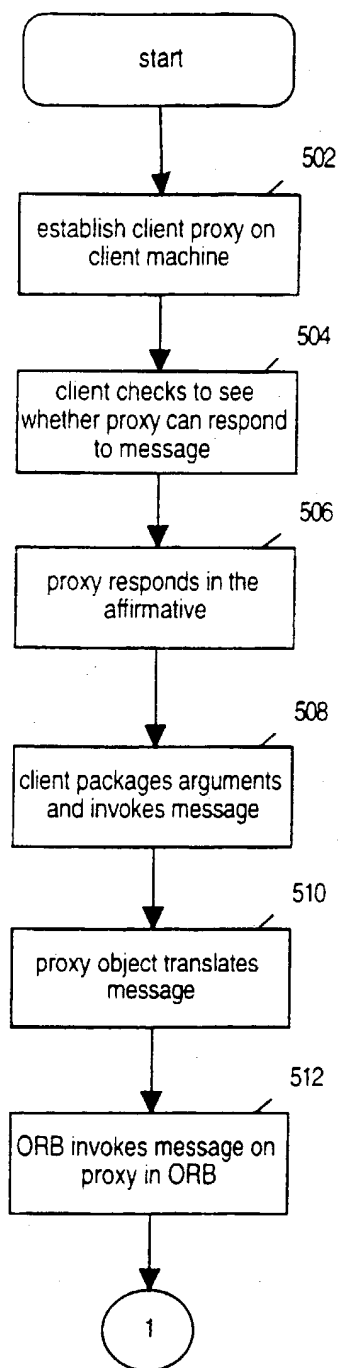 start
502
establish client proxy on
client machine
504
client checks to see
whether proxy can respond
to message
506
proxy responds in the
affirmative
508
client packages arguments
and invokes message
510
proxy object translates
message
512
ORB invokes message on
proxy in ORB
1